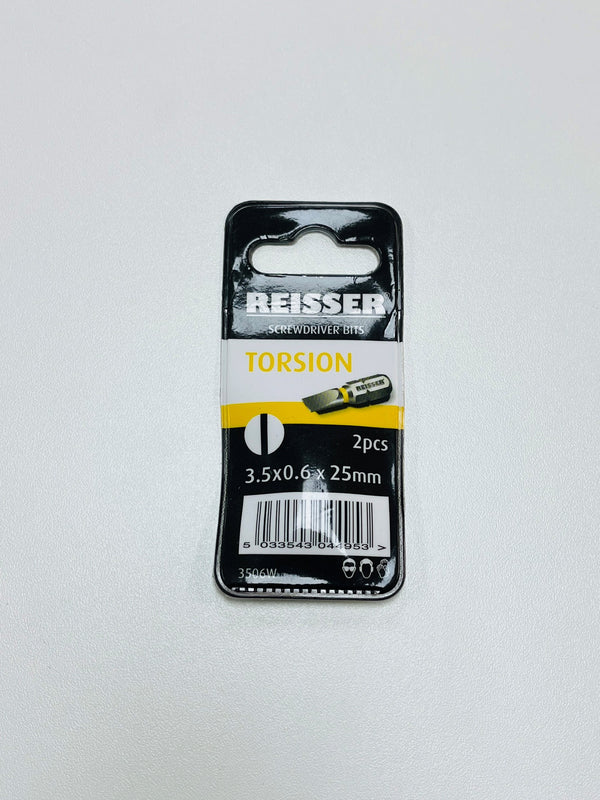 REISSER
SCREWDRIVER BITS
TORSION
REISSER
2pcs
3.5x0.6 x 25mm
5 033543 044953 >
3506W